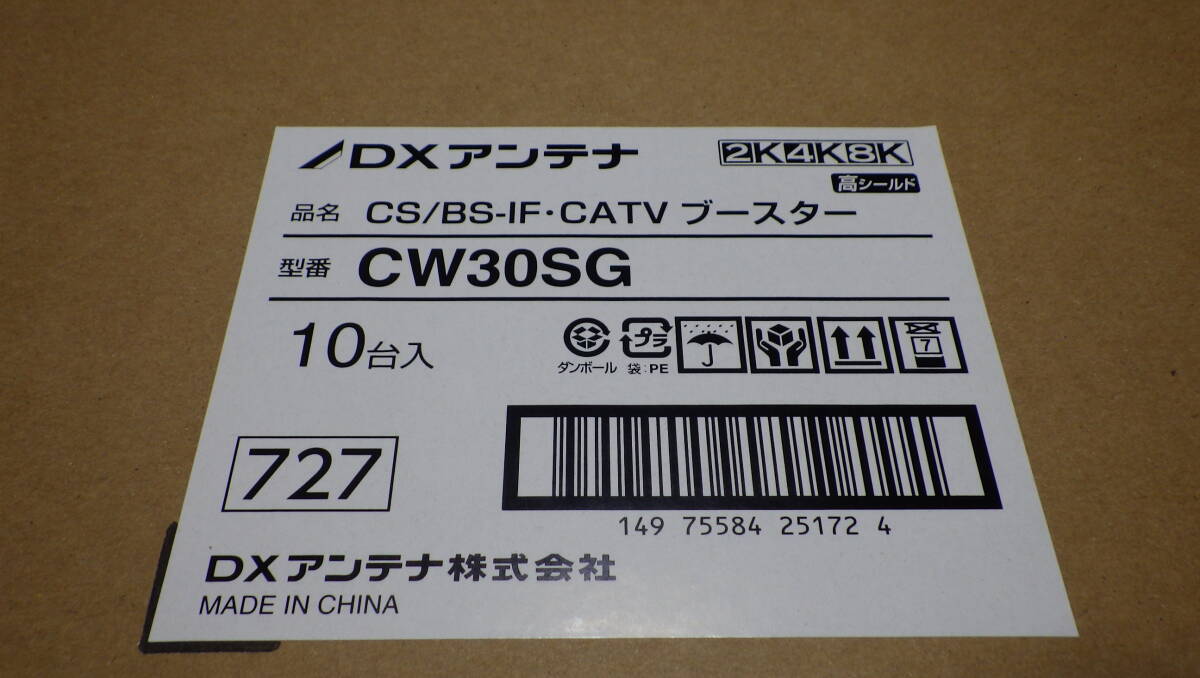 DXアンテナ 2K4K8K
高シールド
品名 CS/BS-IF・CATV ブースター
型番 CW30SG
10台入
プラ
7
ダンボール 袋:PE
727
149 75584 25172 4
DXアンテナ株式会社
MADE IN CHINA